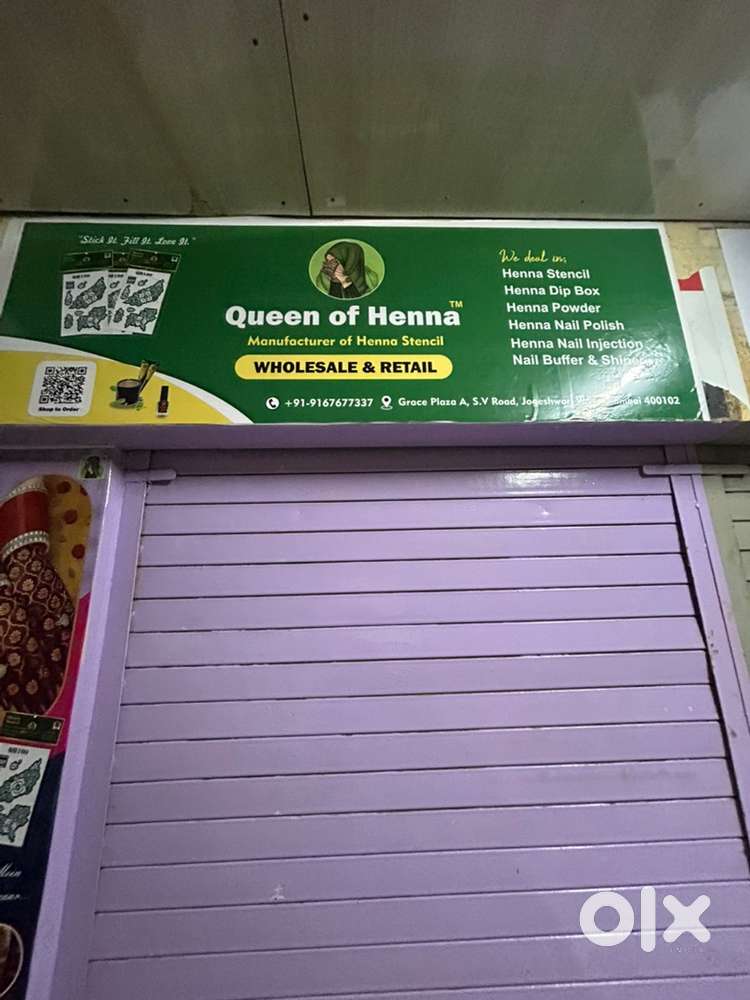 "Stick It. Fill It. Love It."
Queen of Henna TM
Manufacturer of Henna Stencil
WHOLESALE & RETAIL
+91-9167677337 Grace Plaza A, S.V Road, Jogeshwari 400102
We deal in:
Henna Stencil
Henna Dip Box
Henna Powder
Henna Nail Polish
Henna Nail Injection
Nail Buffer & Shiner
Shop to Order
olx